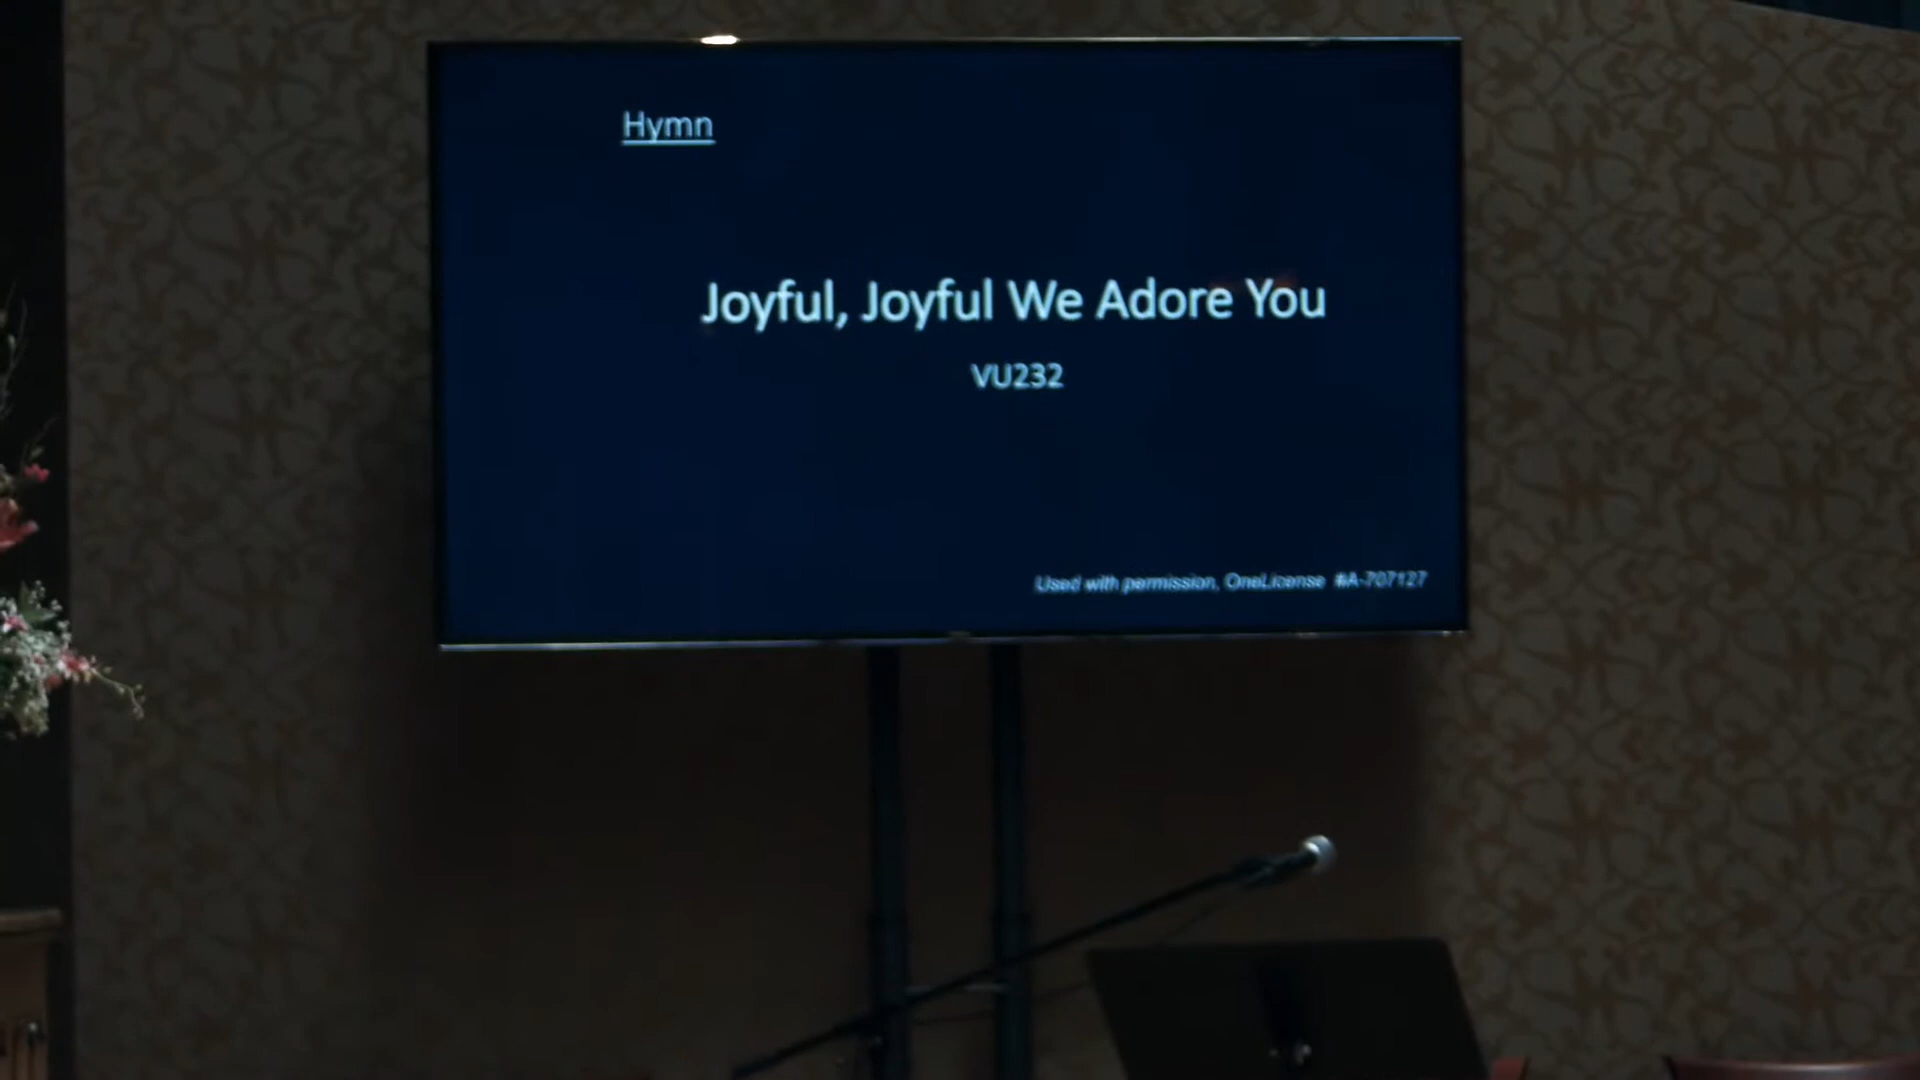 Hymn
Joyful, Joyful We Adore You
VU232
Used with permission, OneLicense #A-707127